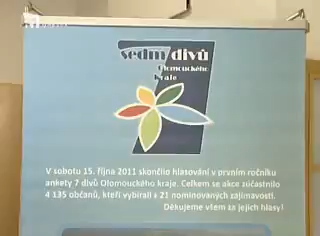 sedm divů
Olomouckého
kraje
V sobotu 15. října 2011 skončilo hlasování v prvním ročníku
ankety 7 divů Olomouckého kraje. Celkem se akce zúčastnilo
4 135 občanů, kteří vybírali s 21 nominovaných zajímavostí.
Děkujeme všem za jejich hlasy!